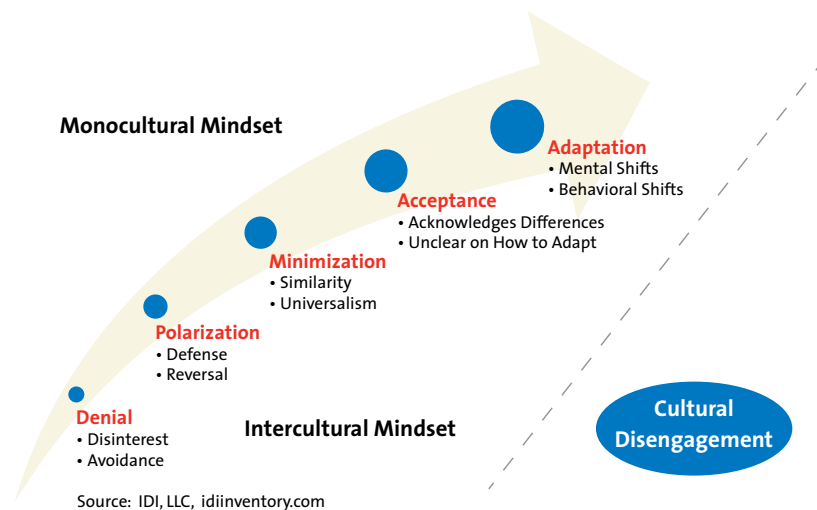 Monocultural Mindset
Adaptation
• Mental Shifts
• Behavioral Shifts
Acceptance
• Acknowledges Differences
• Unclear on How to Adapt
Minimization
• Similarity
• Universalism
Polarization
• Defense
• Reversal
Denial
• Disinterest
• Avoidance
Intercultural Mindset
Cultural
Disengagement
Source: IDI, LLC, idiinventory.com